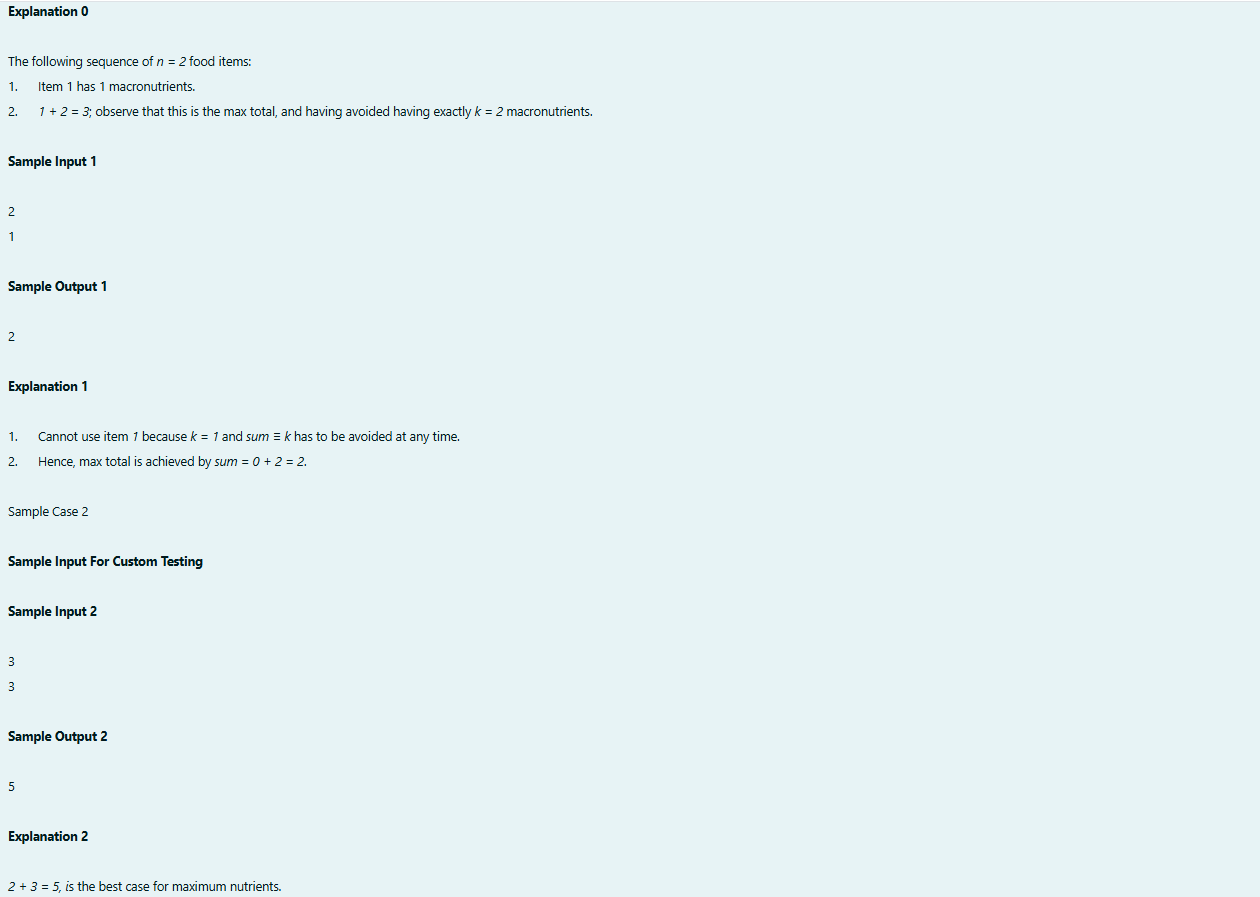 Explanation 0
The following sequence of n = 2 food items:
1. Item 1 has 1 macronutrients.
2. 1 + 2 = 3; observe that this is the max total, and having avoided having exactly k = 2 macronutrients.
Sample Input 1
2
1
Sample Output 1
2
Explanation 1
1. Cannot use item 1 because k = 1 and sum ≡ k has to be avoided at any time.
2. Hence, max total is achieved by sum = 0 + 2 = 2.
Sample Case 2
Sample Input For Custom Testing
Sample Input 2
3
3
Sample Output 2
5
Explanation 2
2 + 3 = 5, is the best case for maximum nutrients.